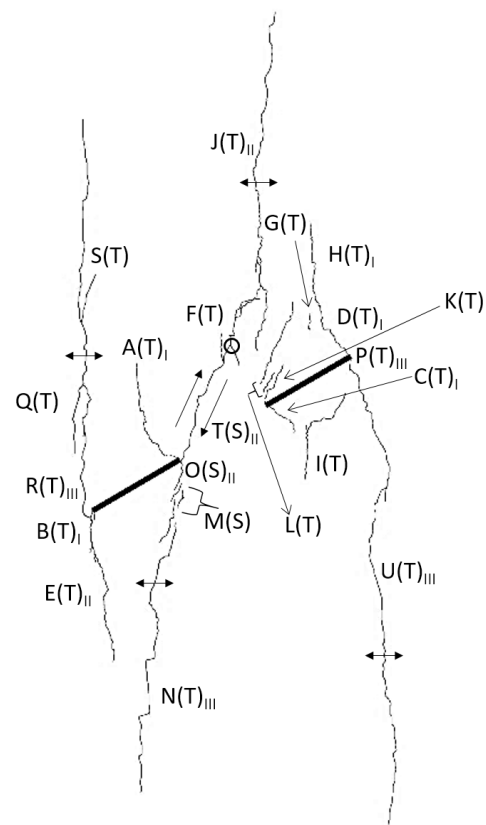 J(T)II
G(T)
H(T)I
S(T)
K(T)
F(T)
D(T)I
A(T)I
P(T)III
C(T)I
Q(T)
T(S)II
O(S)II
I(T)
R(T)III
M(S)
L(T)
B(T)I
U(T)III
E(T)II
N(T)III